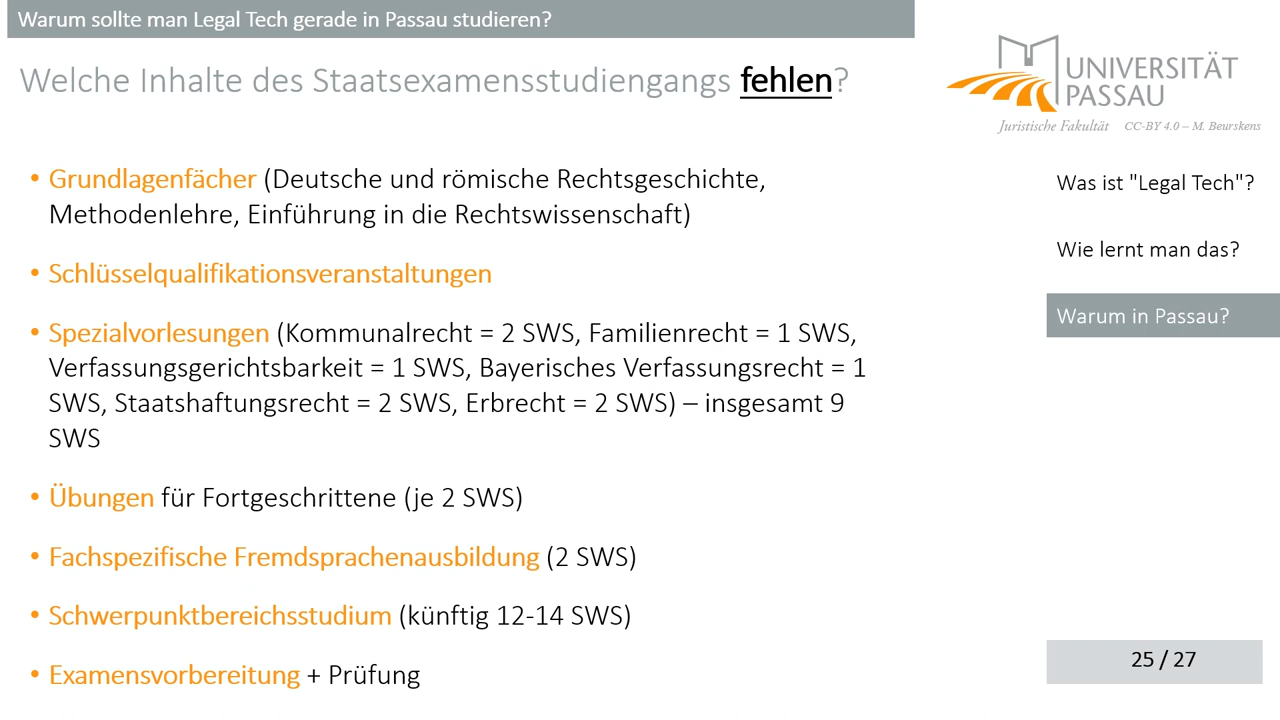 Warum sollte man Legal Tech gerade in Passau studieren?
Welche Inhalte des Staatsexamensstudiengangs fehlen?
UNIVERSITÄT
PASSAU
Juristische Fakultät CC-BY 4.0 – M. Beurskens
• Grundlagenfächer (Deutsche und römische Rechtsgeschichte,
Methodenlehre, Einführung in die Rechtswissenschaft)
• Schlüsselqualifikationsveranstaltungen
• Spezialvorlesungen (Kommunalrecht = 2 SWS, Familienrecht = 1 SWS,
Verfassungsgerichtsbarkeit = 1 SWS, Bayerisches Verfassungsrecht = 1
SWS, Staatshaftungsrecht = 2 SWS, Erbrecht = 2 SWS) – insgesamt 9
SWS
• Übungen für Fortgeschrittene (je 2 SWS)
• Fachspezifische Fremdsprachenausbildung (2 SWS)
• Schwerpunktbereichsstudium (künftig 12-14 SWS)
• Examensvorbereitung + Prüfung
Was ist "Legal Tech"?
Wie lernt man das?
Warum in Passau?
25 / 27